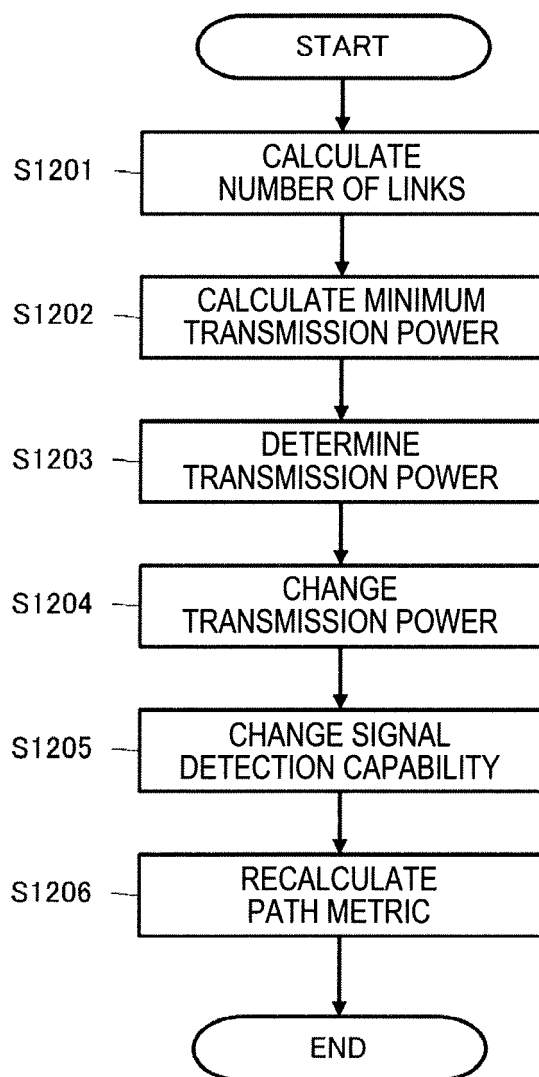 START
S1201
CALCULATE
NUMBER OF LINKS
S1202
CALCULATE MINIMUM
TRANSMISSION POWER
S1203
DETERMINE
TRANSMISSION POWER
S1204
CHANGE
TRANSMISSION POWER
S1205
CHANGE SIGNAL
DETECTION CAPABILITY
S1206
RECALCULATE
PATH METRIC
END